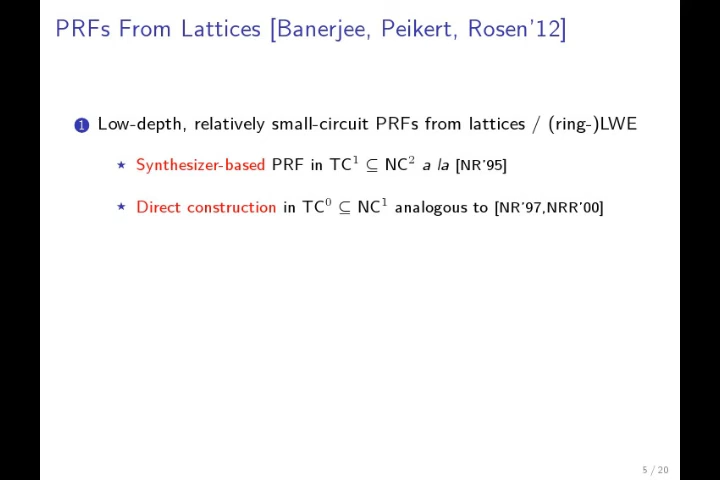 PRFs From Lattices [Banerjee, Peikert, Rosen'12]
1 Low-depth, relatively small-circuit PRFs from lattices / (ring-)LWE
★ Synthesizer-based PRF in TC¹ ⊆ NC² a la [NR'95]
★ Direct construction in TC⁰ ⊆ NC¹ analogous to [NR'97,NRR'00]
5 / 20